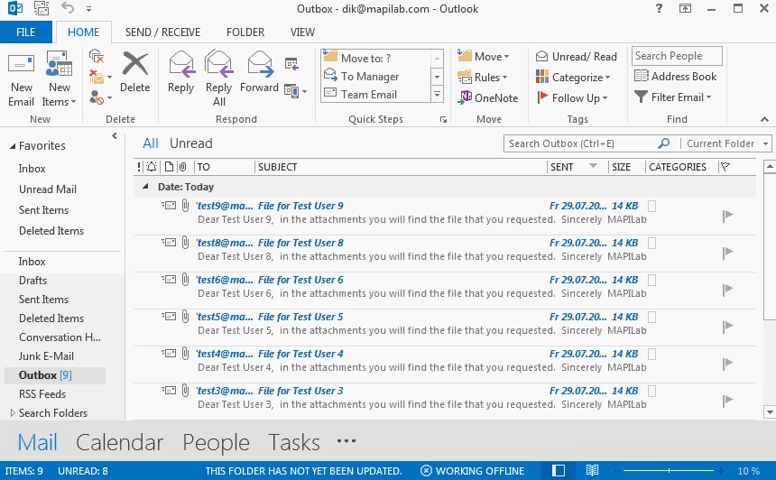 Outbox - dik@mapilab.com - Outlook
FILE HOME SEND / RECEIVE FOLDER VIEW
New Email
New Items
Delete
Reply
Reply All
Forward
Move to: ?
To Manager
Team Email
Move
Rules
OneNote
Unread/ Read
Categorize
Follow Up
Search People
Address Book
Filter Email
New Delete Respond Quick Steps Move Tags Find
Favorites
Inbox
Unread Mail
Sent Items
Deleted Items
Inbox
Drafts
Sent Items
Deleted Items
Conversation H...
Junk E-Mail
Outbox [9]
RSS Feeds
Search Folders
All Unread
Search Outbox (Ctrl+E) Current Folder
! TO SUBJECT SENT SIZE CATEGORIES
Date: Today
'test9@ma... File for Test User 9 Fr 29.07.20... 14 KB
Dear Test User 9, in the attachments you will find the file that you requested. Sincerely MAPILab
'test8@ma... File for Test User 8 Fr 29.07.20... 14 KB
Dear Test User 8, in the attachments you will find the file that you requested. Sincerely MAPILab
'test6@ma... File for Test User 6 Fr 29.07.20... 14 KB
Dear Test User 6, in the attachments you will find the file that you requested. Sincerely MAPILab
'test5@ma... File for Test User 5 Fr 29.07.20... 14 KB
Dear Test User 5, in the attachments you will find the file that you requested. Sincerely MAPILab
'test4@ma... File for Test User 4 Fr 29.07.20... 14 KB
Dear Test User 4, in the attachments you will find the file that you requested. Sincerely MAPILab
'test3@ma... File for Test User 3 Fr 29.07.20... 14 KB
Dear Test User 3, in the attachments you will find the file that you requested. Sincerely MAPILab
Mail Calendar People Tasks •••
ITEMS: 9 UNREAD: 8 THIS FOLDER HAS NOT YET BEEN UPDATED. WORKING OFFLINE 10 %